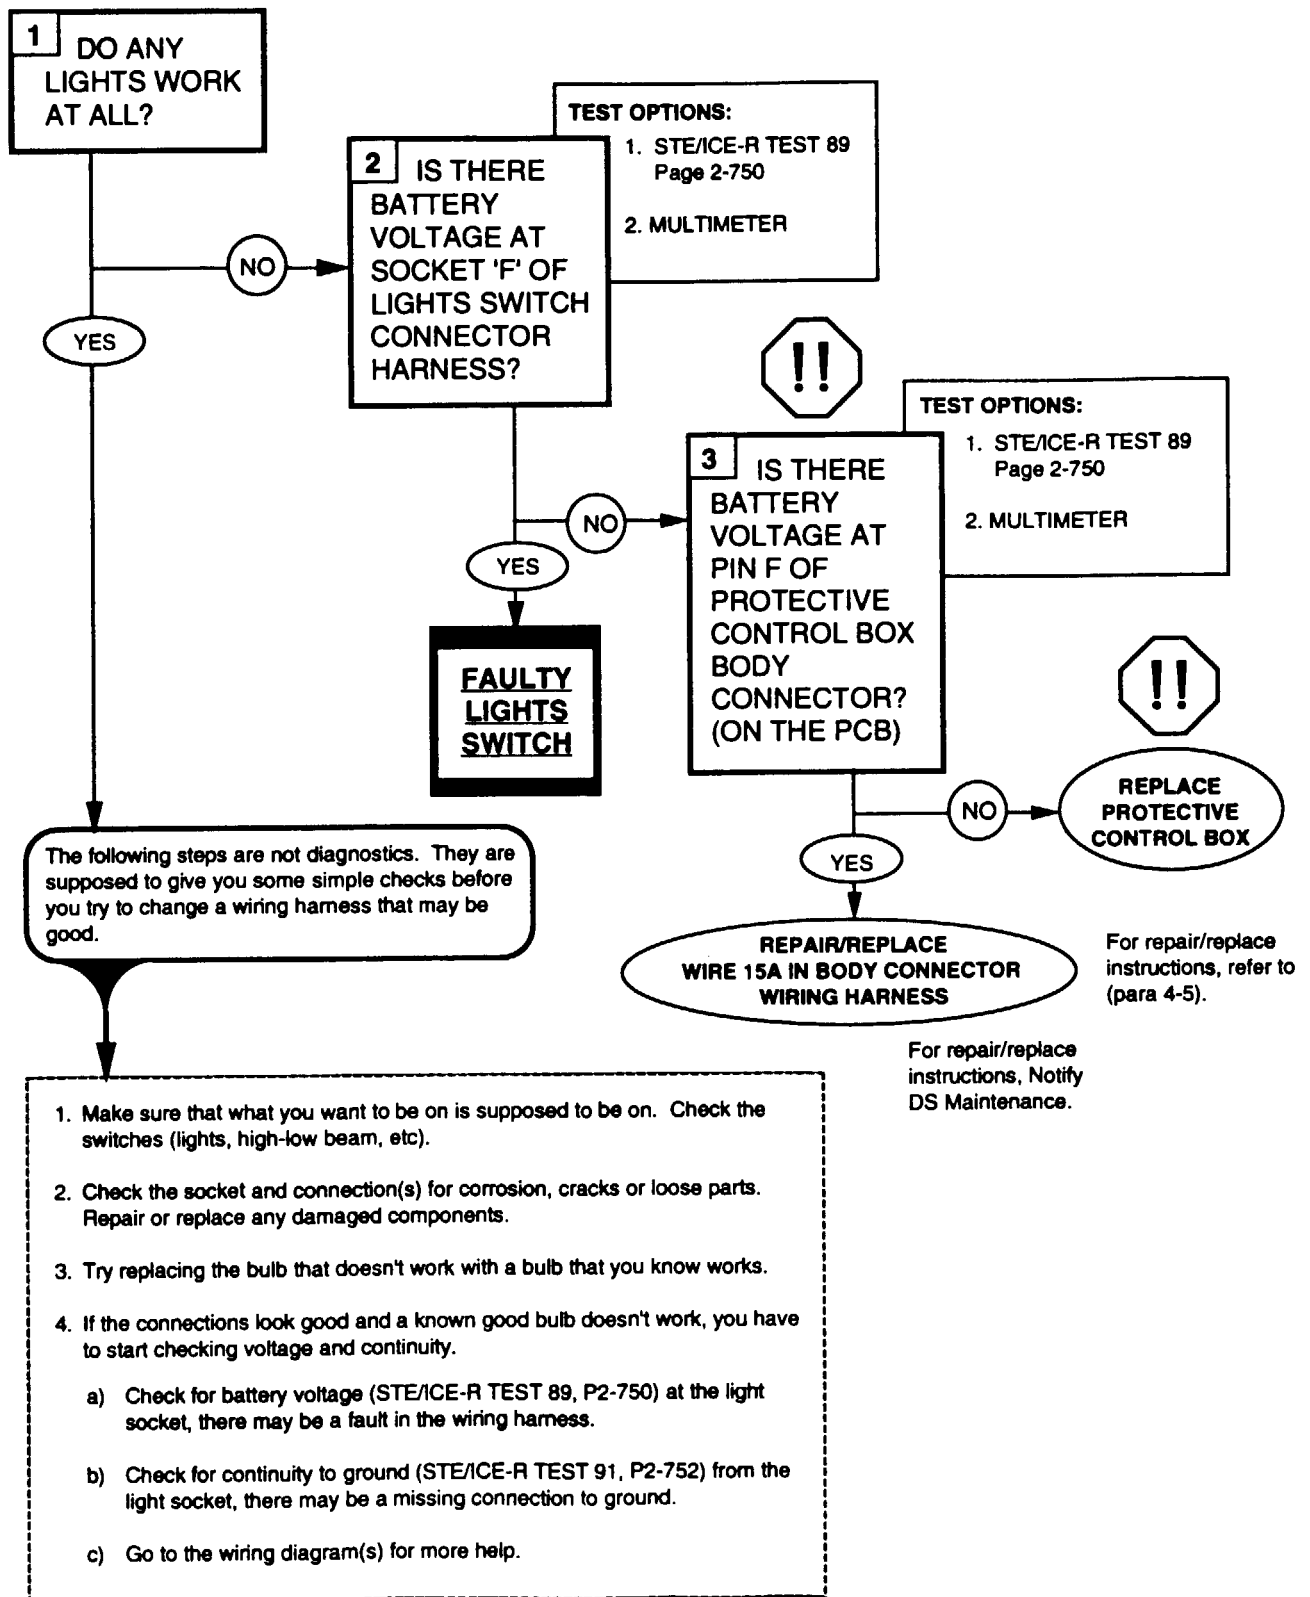 1 DO ANY
LIGHTS WORK
AT ALL?
NO
YES
2 IS THERE
BATTERY
VOLTAGE AT
SOCKET 'F' OF
LIGHTS SWITCH
CONNECTOR
HARNESS?
TEST OPTIONS:
1. STE/ICE-R TEST 89
Page 2-750
2. MULTIMETER
NO
YES
FAULTY
LIGHTS
SWITCH
!!
3 IS THERE
BATTERY
VOLTAGE AT
PIN F OF
PROTECTIVE
CONTROL BOX
BODY
CONNECTOR?
(ON THE PCB)
TEST OPTIONS:
1. STE/ICE-R TEST 89
Page 2-750
2. MULTIMETER
!!
NO
REPLACE
PROTECTIVE
CONTROL BOX
YES
REPAIR/REPLACE
WIRE 15A IN BODY CONNECTOR
WIRING HARNESS
For repair/replace
instructions, refer to
(para 4-5).
For repair/replace
instructions, Notify
DS Maintenance.
The following steps are not diagnostics. They are
supposed to give you some simple checks before
you try to change a wiring harness that may be
good.
1. Make sure that what you want to be on is supposed to be on. Check the
switches (lights, high-low beam, etc).
2. Check the socket and connection(s) for corrosion, cracks or loose parts.
Repair or replace any damaged components.
3. Try replacing the bulb that doesn't work with a bulb that you know works.
4. If the connections look good and a known good bulb doesn't work, you have
to start checking voltage and continuity.
a) Check for battery voltage (STE/ICE-R TEST 89, P2-750) at the light
socket, there may be a fault in the wiring harness.
b) Check for continuity to ground (STE/ICE-R TEST 91, P2-752) from the
light socket, there may be a missing connection to ground.
c) Go to the wiring diagram(s) for more help.